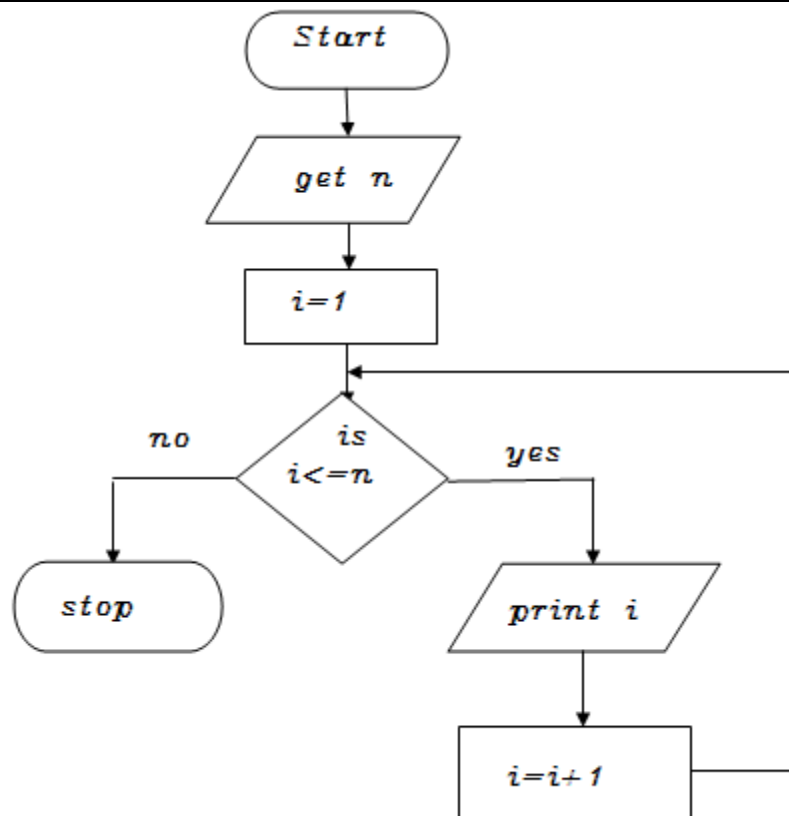 Start
get n
i=1
is
i<=n
no
yes
stop
print i
i=i+1